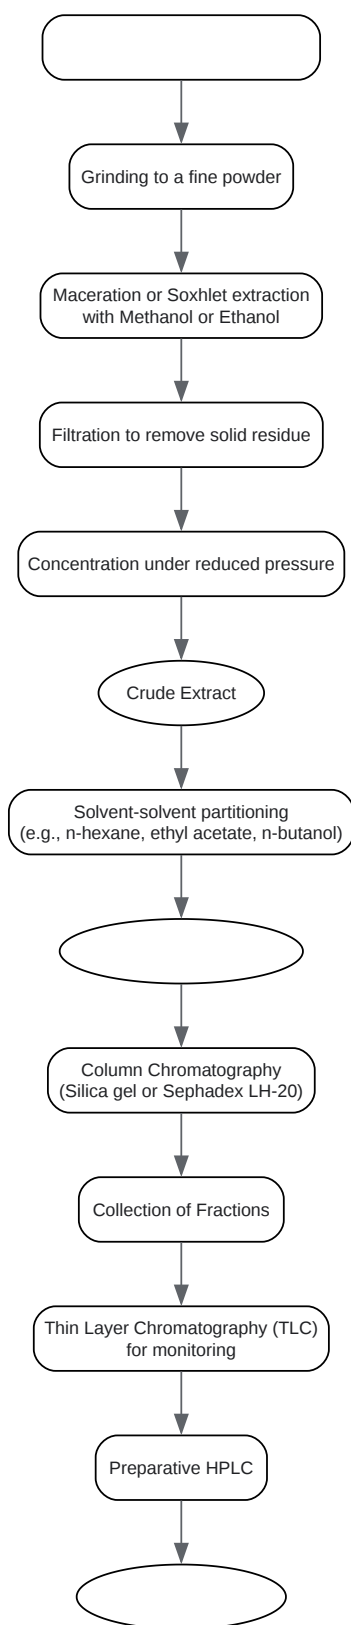 Grinding to a fine powder
Maceration or Soxhlet extraction
with Methanol or Ethanol
Filtration to remove solid residue
Concentration under reduced pressure
Crude Extract
Solvent-solvent partitioning
(e.g., n-hexane, ethyl acetate, n-butanol)
Column Chromatography
(Silica gel or Sephadex LH-20)
Collection of Fractions
Thin Layer Chromatography (TLC)
for monitoring
Preparative HPLC